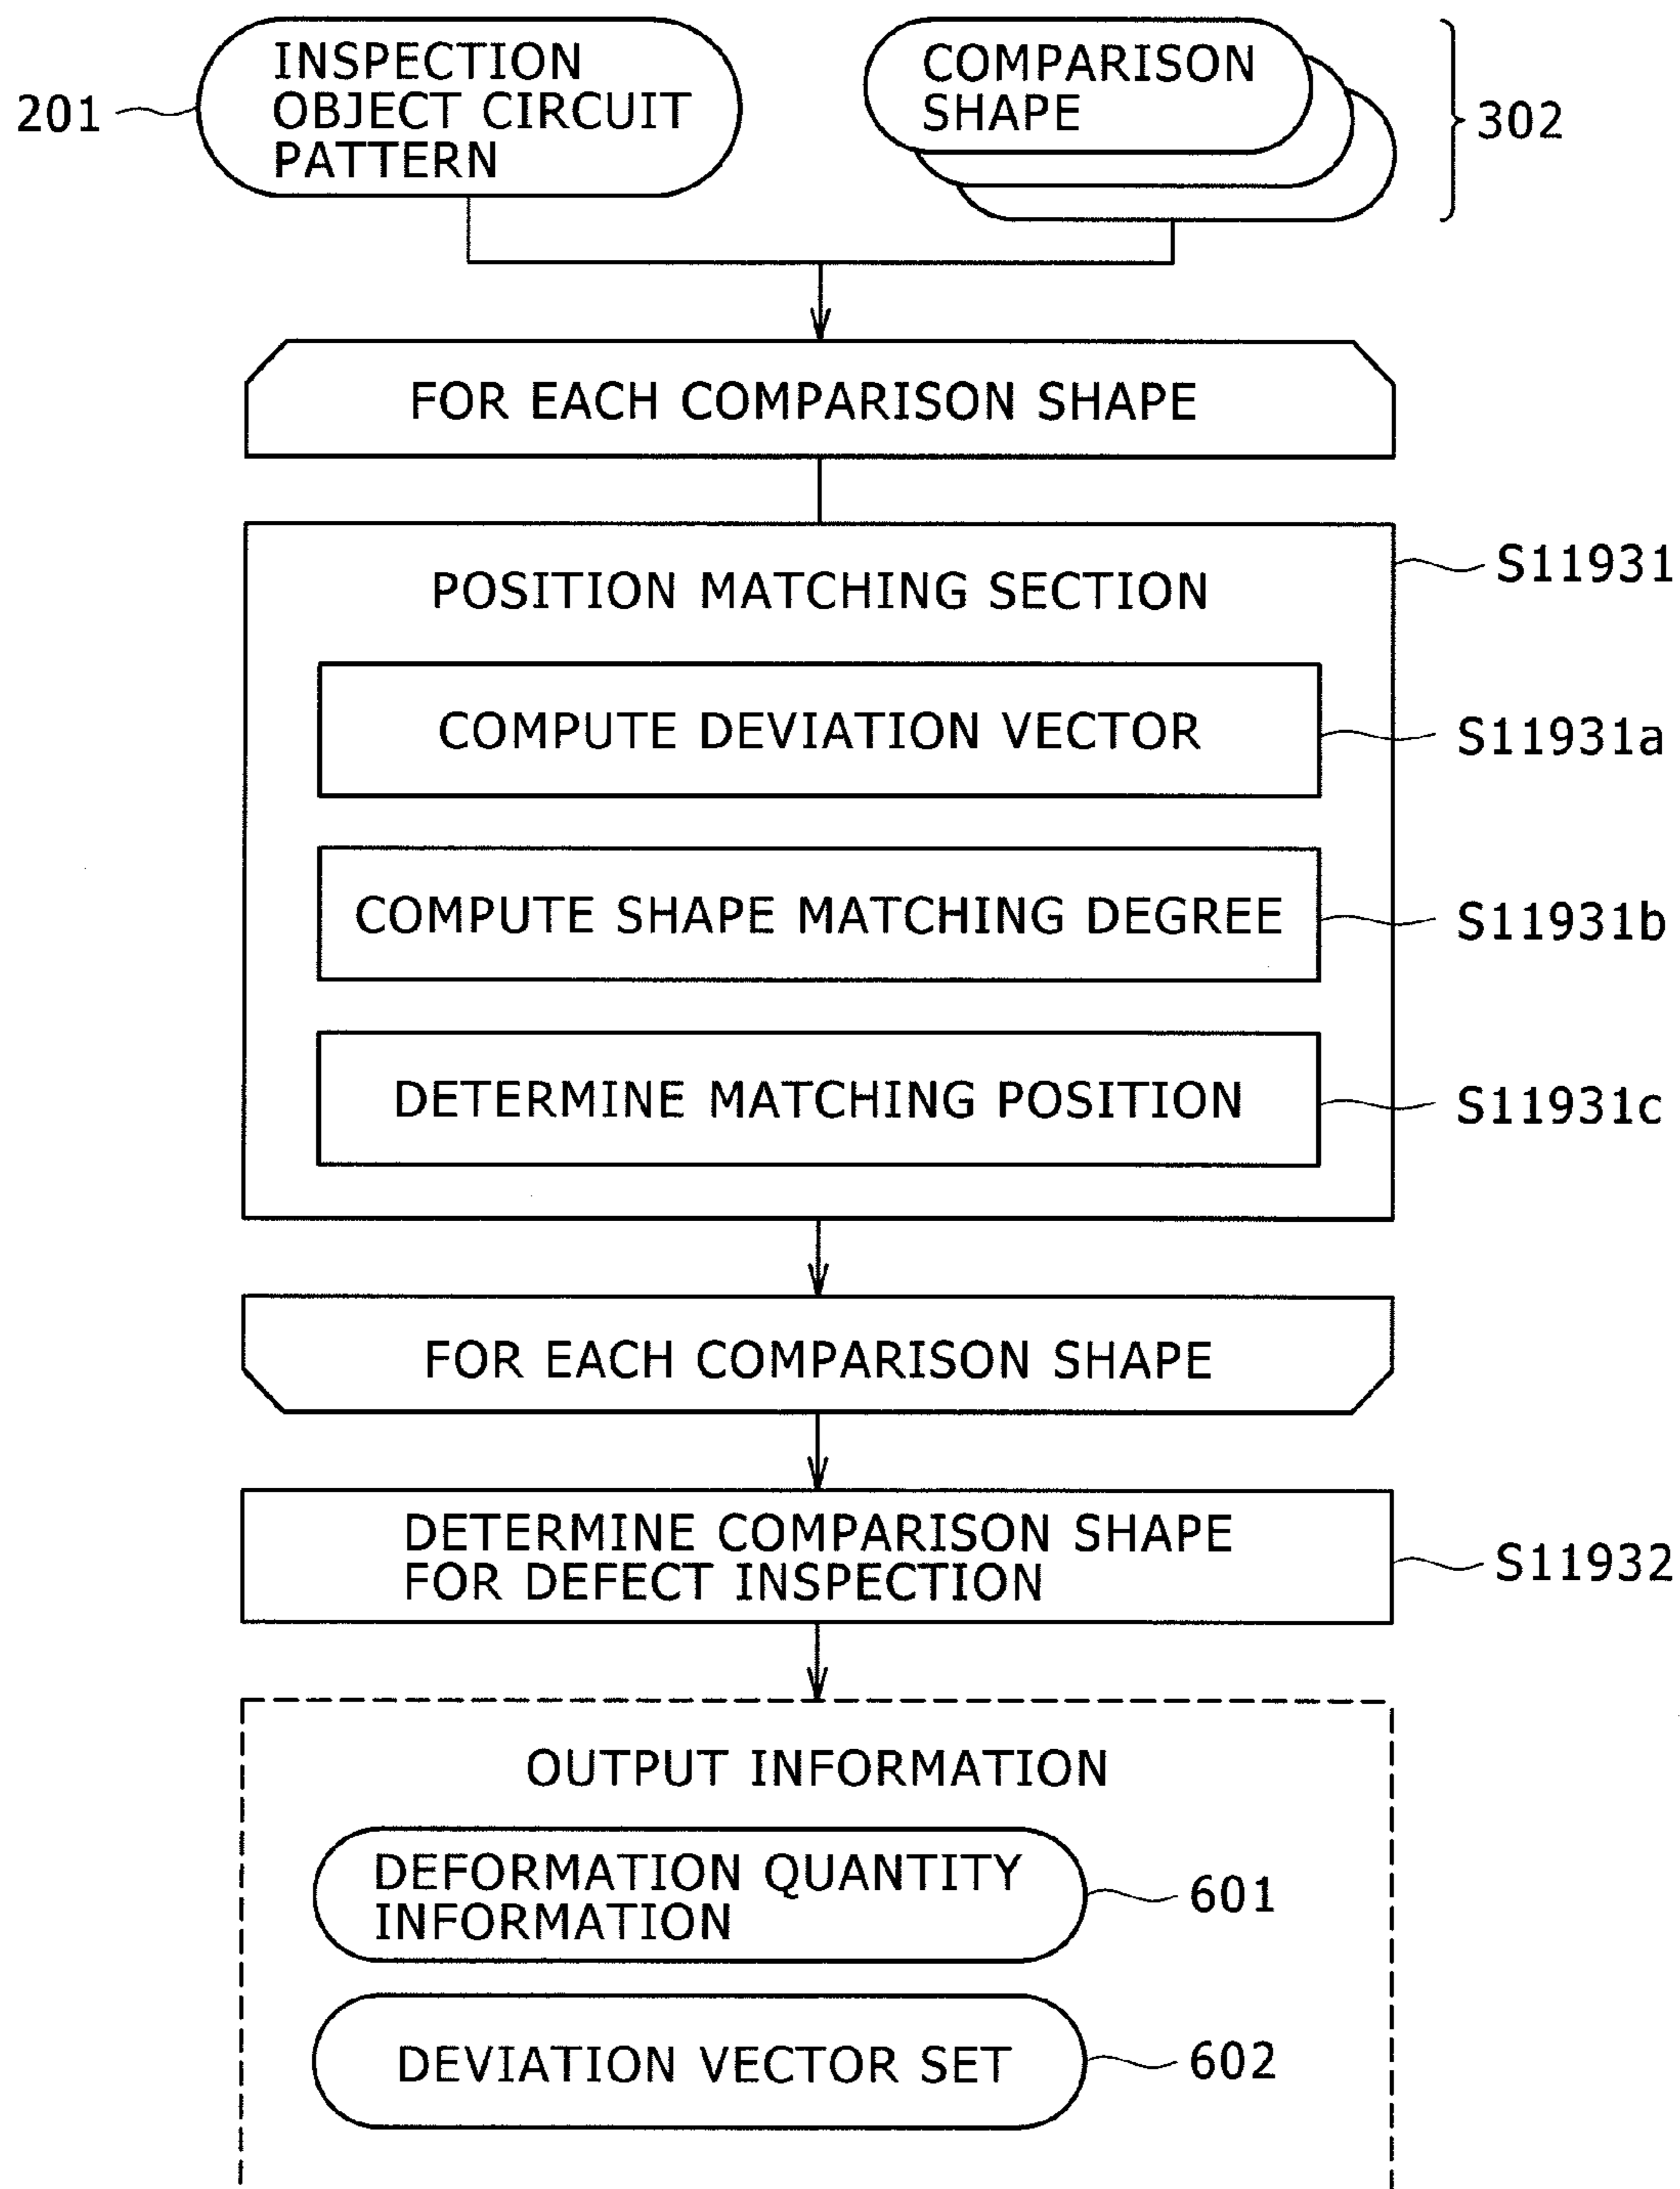 INSPECTION
OBJECT CIRCUIT
PATTERN
201
COMPARISON
SHAPE
302
FOR EACH COMPARISON SHAPE
POSITION MATCHING SECTION
S11931
COMPUTE DEVIATION VECTOR
S11931a
COMPUTE SHAPE MATCHING DEGREE
S11931b
DETERMINE MATCHING POSITION
S11931c
FOR EACH COMPARISON SHAPE
DETERMINE COMPARISON SHAPE
FOR DEFECT INSPECTION
S11932
OUTPUT INFORMATION
DEFORMATION QUANTITY
INFORMATION
601
DEVIATION VECTOR SET
602